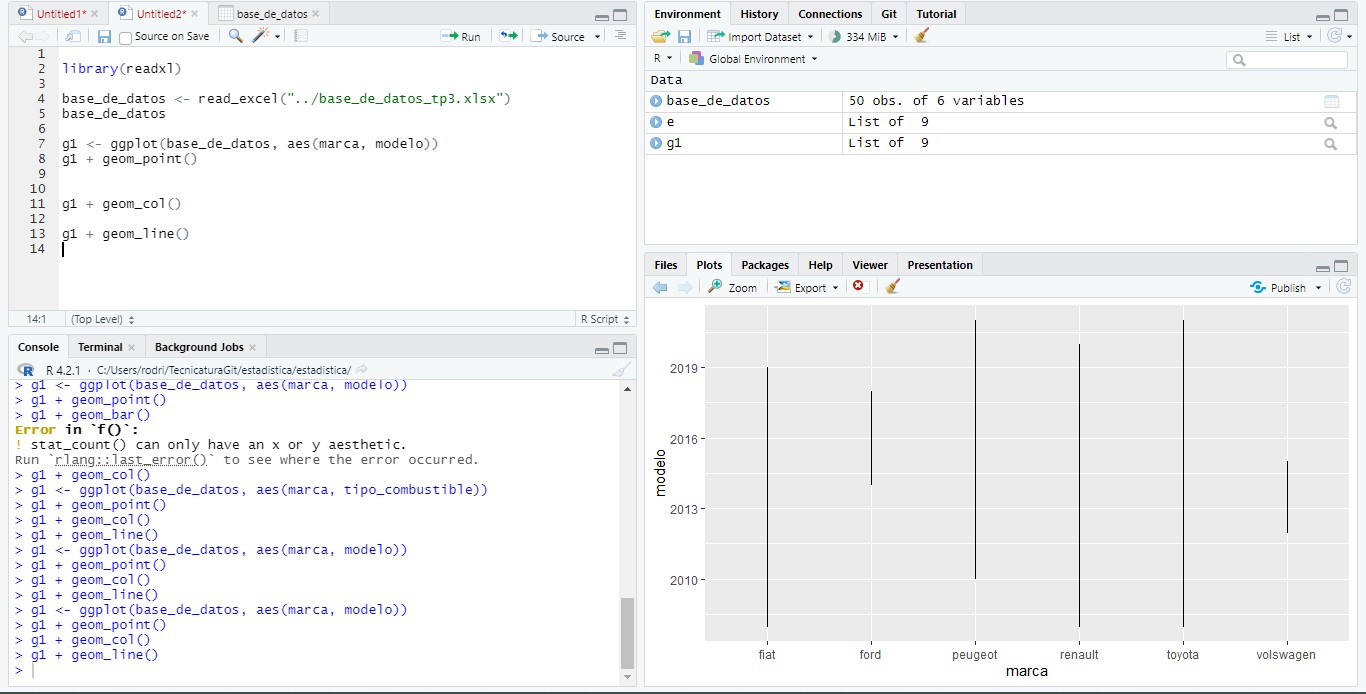 Untitled1* Untitled2* base_de_datos
Source on Save Run Source
1
2 library(readxl)
3
4 base_de_datos <- read_excel("../base_de_datos_tp3.xlsx")
5 base_de_datos
6
7 g1 <- ggplot(base_de_datos, aes(marca, modelo))
8 g1 + geom_point()
9
10
11 g1 + geom_col()
12
13 g1 + geom_line()
14
14:1 (Top Level) R Script
Console Terminal Background Jobs
R 4.2.1 · C:/Users/rodri/TecnicaturaGit/estadistica/estadistica/
> g1 <- ggplot(base_de_datos, aes(marca, modelo))
> g1 + geom_point()
> g1 + geom_bar()
Error in `f()`:
! stat_count() can only have an x or y aesthetic.
Run `rlang::last_error()` to see where the error occurred.
> g1 + geom_col()
> g1 <- ggplot(base_de_datos, aes(marca, tipo_combustible))
> g1 + geom_point()
> g1 + geom_col()
> g1 + geom_line()
> g1 <- ggplot(base_de_datos, aes(marca, modelo))
> g1 + geom_point()
> g1 + geom_col()
> g1 + geom_line()
> g1 <- ggplot(base_de_datos, aes(marca, modelo))
> g1 + geom_point()
> g1 + geom_col()
> g1 + geom_line()
>
Environment History Connections Git Tutorial
Import Dataset 334 MiB List
R Global Environment
Data
base_de_datos 50 obs. of 6 variables
e List of 9
g1 List of 9
Files Plots Packages Help Viewer Presentation
Zoom Export Publish
2019
2016
modelo
2013
2010
fiat ford peugeot renault toyota volswagen
marca